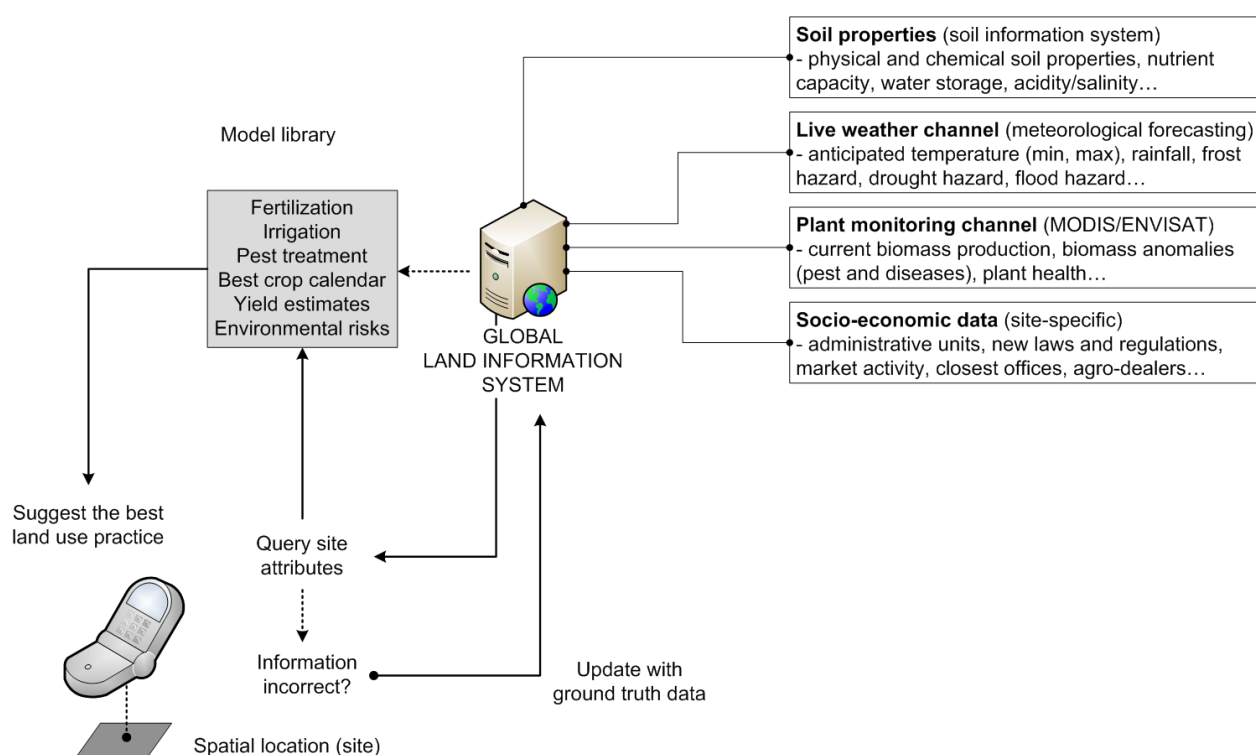 Soil properties (soil information system)
- physical and chemical soil properties, nutrient
capacity, water storage, acidity/salinity…
Model library
Live weather channel (meteorological forecasting)
- anticipated temperature (min, max), rainfall, frost
hazard, drought hazard, flood hazard…
Fertilization
Irrigation
Pest treatment
Best crop calendar
Yield estimates
Environmental risks
Plant monitoring channel (MODIS/ENVISAT)
- current biomass production, biomass anomalies
(pest and diseases), plant health…
GLOBAL
LAND INFORMATION
SYSTEM
Socio-economic data (site-specific)
- administrative units, new laws and regulations,
market activity, closest offices, agro-dealers…
Suggest the best
land use practice
Query site
attributes
Information
incorrect?
Update with
ground truth data
Spatial location (site)